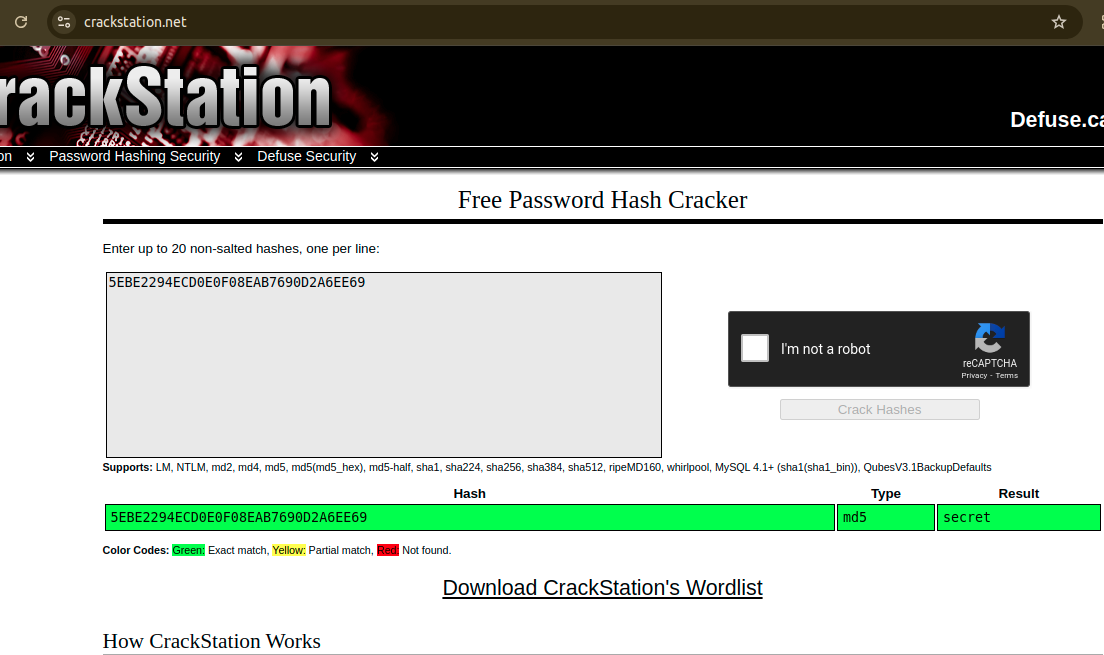 crackstation.net
rackStation
Defuse.ca
on Password Hashing Security Defuse Security
Free Password Hash Cracker
Enter up to 20 non-salted hashes, one per line:
5EBE2294ECD0E0F08EAB7690D2A6EE69
I'm not a robot
reCAPTCHA
Privacy - Terms
Crack Hashes
Supports: LM, NTLM, md2, md4, md5, md5(md5_hex), md5-half, sha1, sha224, sha256, sha384, sha512, ripeMD160, whirlpool, MySQL 4.1+ (sha1(sha1_bin)), QubesV3.1BackupDefaults
Hash Type Result
5EBE2294ECD0E0F08EAB7690D2A6EE69 md5 secret
Color Codes: Green: Exact match, Yellow: Partial match, Red: Not found.
Download CrackStation's Wordlist
How CrackStation Works